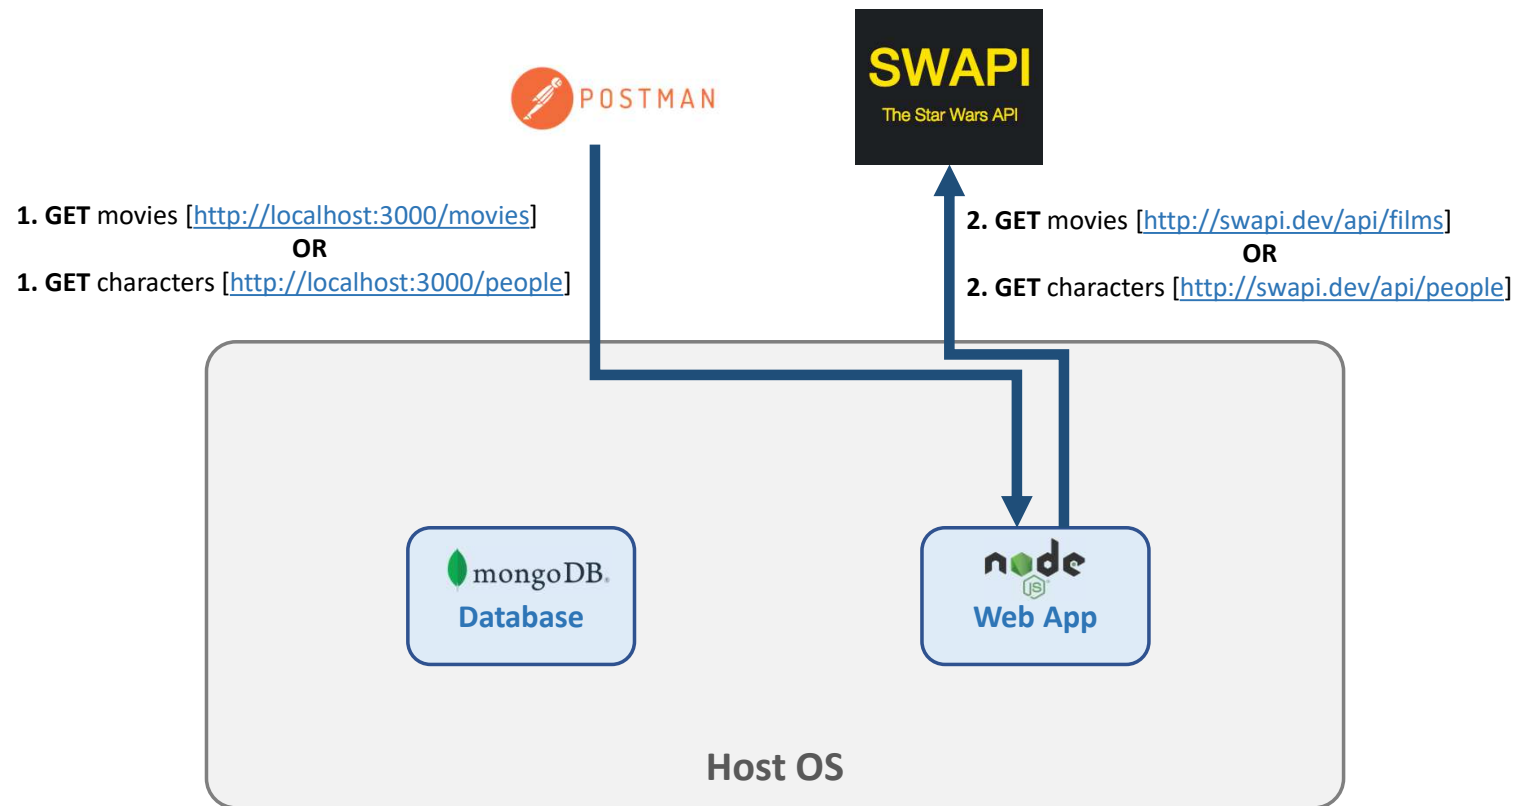 SWAPI
The Star Wars API
POSTMAN
1. GET movies [http://localhost:3000/movies]
OR
1. GET characters [http://localhost:3000/people]
2. GET movies [http://swapi.dev/api/films]
OR
2. GET characters [http://swapi.dev/api/people]
mongoDB.
Database
node
JS
Web App
Host OS